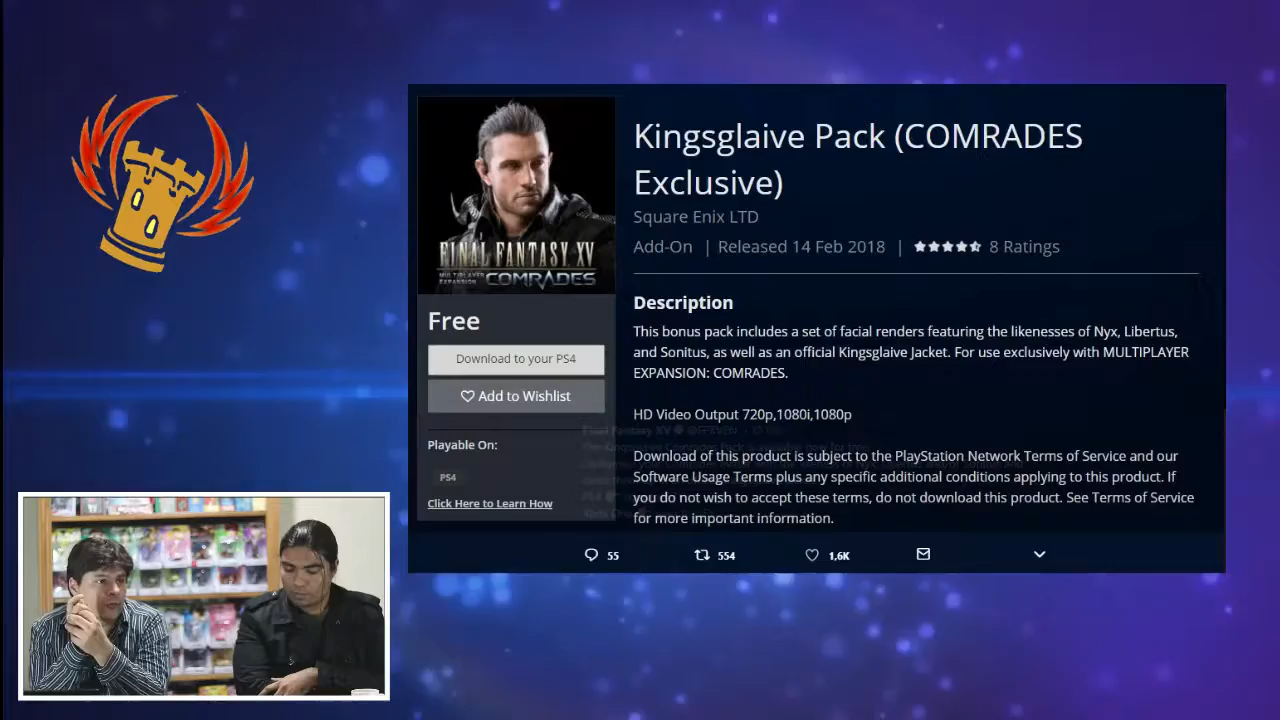 Kingsglaive Pack (COMRADES
Exclusive)
Square Enix LTD
Add-On | Released 14 Feb 2018 | 8 Ratings
FINAL FANTASY XV
MULTIPLAYER
EXPANSION COMRADES
Free
Download to your PS4
Add to Wishlist
Playable On:
PS4
Click Here to Learn How
Description
This bonus pack includes a set of facial renders featuring the likenesses of Nyx, Libertus,
and Sonitus, as well as an official Kingsglaive Jacket. For use exclusively with MULTIPLAYER
EXPANSION: COMRADES.
HD Video Output 720p,1080i,1080p
Download of this product is subject to the PlayStation Network Terms of Service and our
Software Usage Terms plus any specific additional conditions applying to this product. If
you do not wish to accept these terms, do not download this product. See Terms of Service
for more important information.
55 554 1,6K